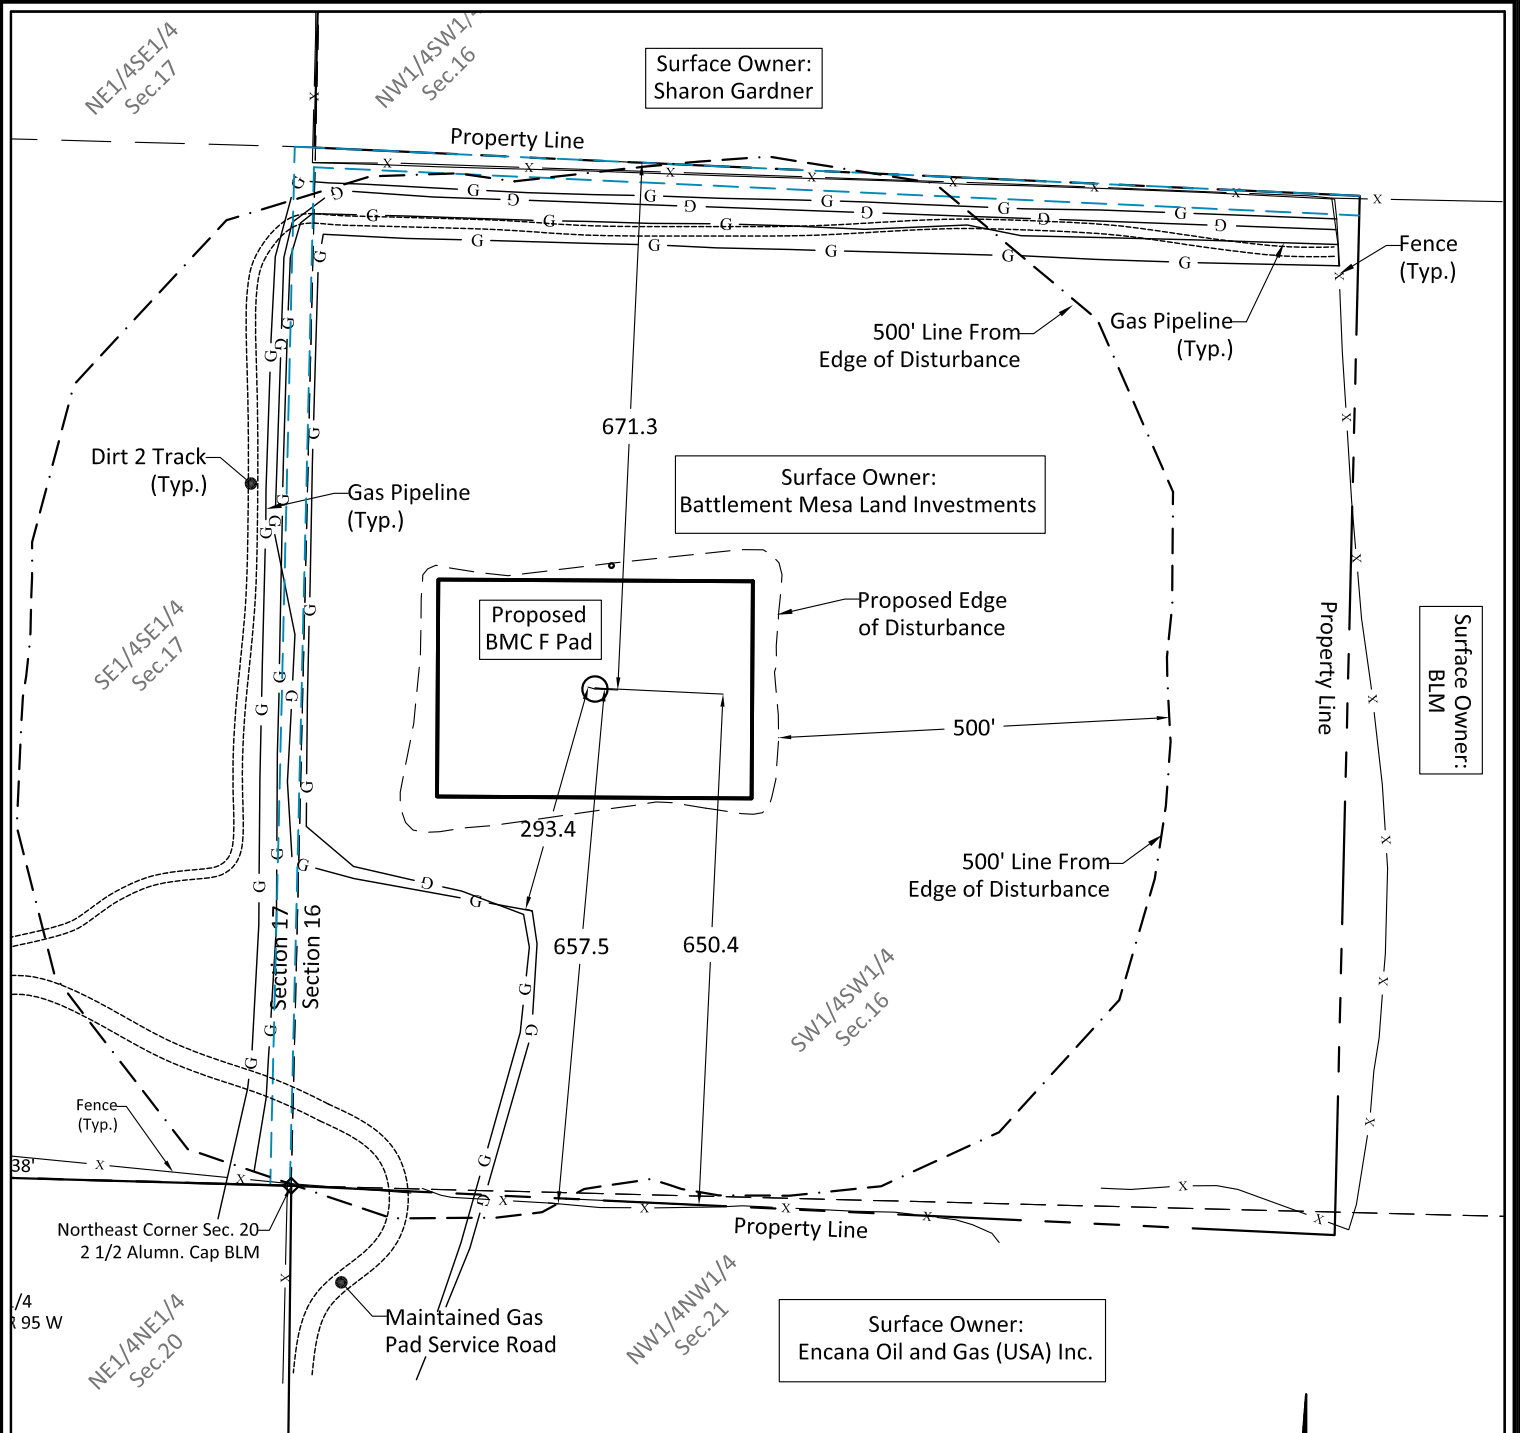 NE1/4SE1/4
Sec.17
NW1/4SW1/4
Sec.16
Surface Owner:
Sharon Gardner
Property Line
Fence
(Typ.)
Gas Pipeline
(Typ.)
500' Line From
Edge of Disturbance
671.3
Dirt 2 Track
(Typ.)
Gas Pipeline
(Typ.)
Surface Owner:
Battlement Mesa Land Investments
Proposed
BMC F Pad
Proposed Edge
of Disturbance
SE1/4SE1/4
Sec.17
Property Line
Surface Owner:
BLM
500'
293.4
500' Line From
Edge of Disturbance
Section 17
Section 16
657.5
650.4
SW1/4SW1/4
Sec.16
Fence
(Typ.)
38'
Northeast Corner Sec. 20
2 1/2 Alumn. Cap BLM
Property Line
/4
R 95 W
NE1/4NE1/4
Sec.20
Maintained Gas
Pad Service Road
NW1/4NW1/4
Sec.21
Surface Owner:
Encana Oil and Gas (USA) Inc.